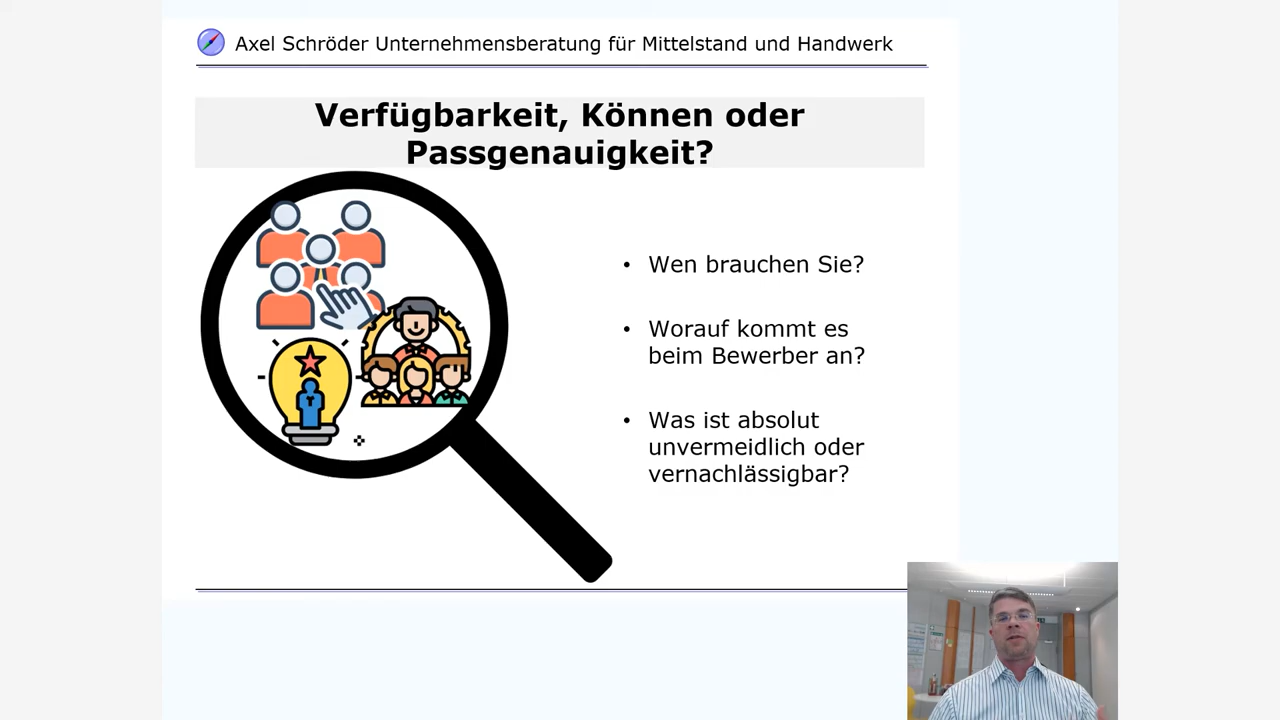 Axel Schröder Unternehmensberatung für Mittelstand und Handwerk
Verfügbarkeit, Können oder
Passgenauigkeit?
• Wen brauchen Sie?
• Worauf kommt es
beim Bewerber an?
• Was ist absolut
unvermeidlich oder
vernachlässigbar?